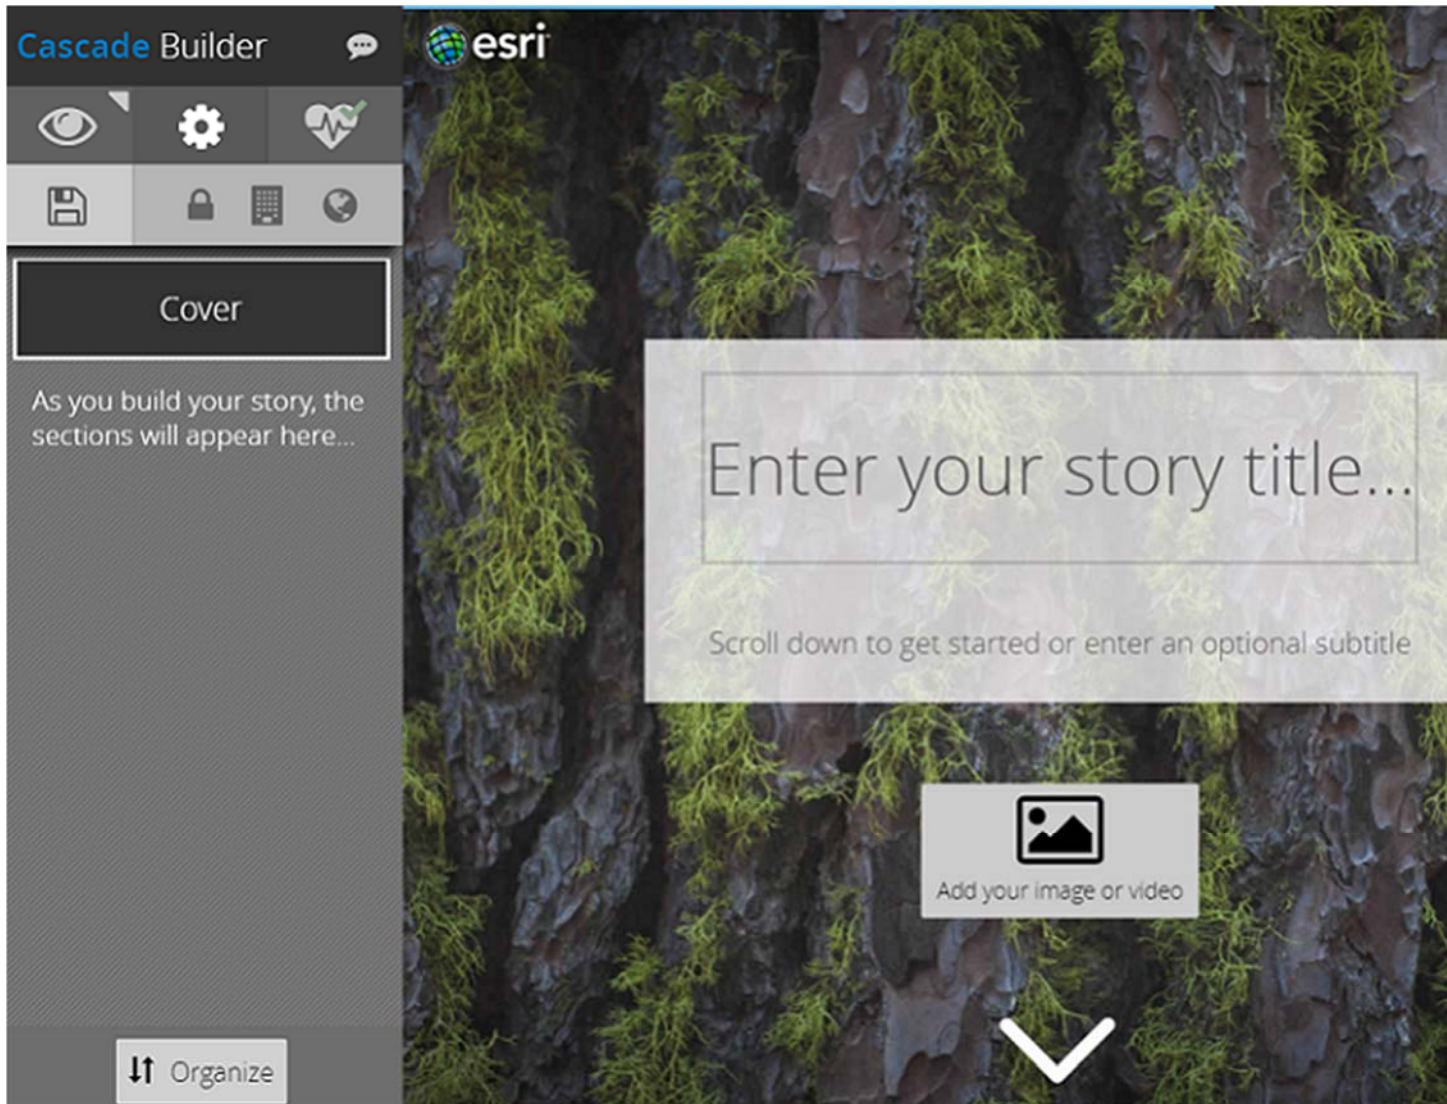 Cascade Builder
esri
Cover
As you build your story, the
sections will appear here...
Enter your story title...
Scroll down to get started or enter an optional subtitle
Add your image or video
Organize